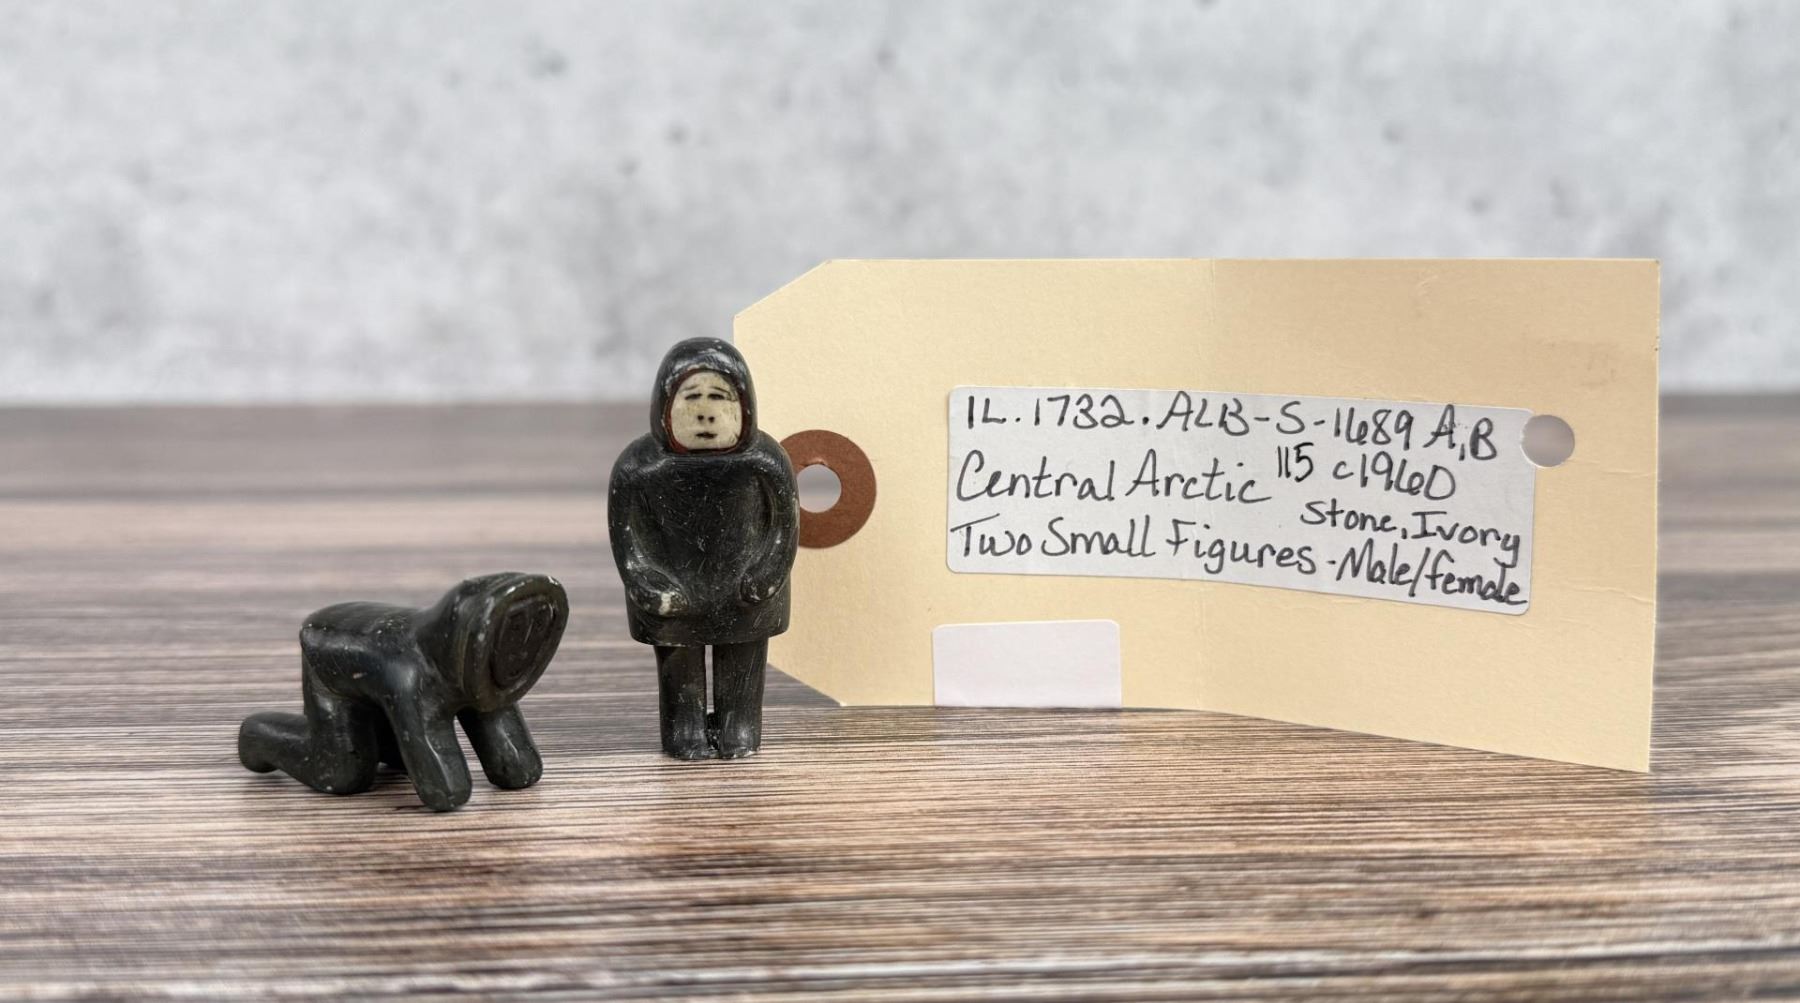 IL.1732.ALB-S-1689 A,B
Central Arctic 115 c1960
Stone, Ivory
Two Small Figures - Male/female